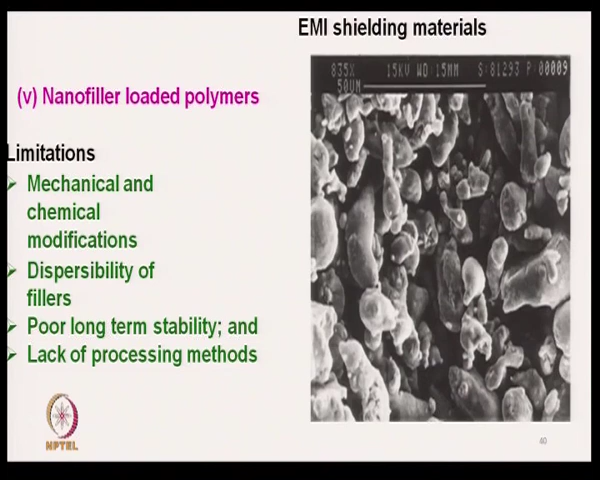 EMI shielding materials
835X 15KV WD:15MM S:81293 P:00009
50UM
(v) Nanofiller loaded polymers
Limitations
Mechanical and
chemical
modifications
Dispersibility of
fillers
Poor long term stability; and
Lack of processing methods
NPTEL
40